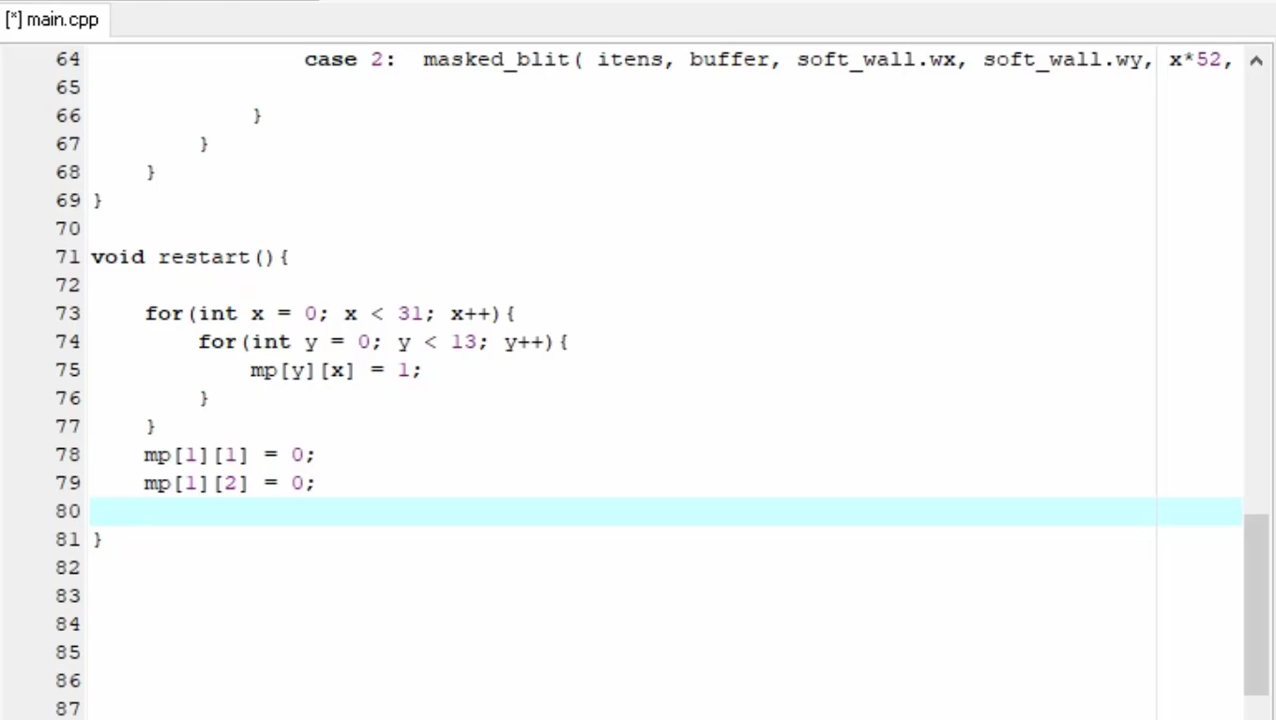 [*] main.cpp
64 case 2: masked_blit( itens, buffer, soft_wall.wx, soft_wall.wy, x*52,
65
66 }
67 }
68 }
69 }
70
71 void restart(){
72
73 for(int x = 0; x < 31; x++){
74 for(int y = 0; y < 13; y++){
75 mp[y][x] = 1;
76 }
77 }
78 mp[1][1] = 0;
79 mp[1][2] = 0;
80
81 }
82
83
84
85
86
87